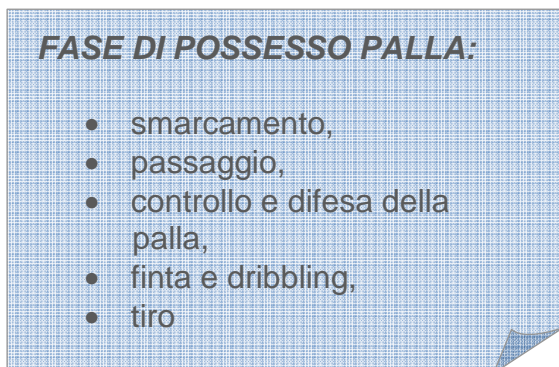 FASE DI POSSESSO PALLA:
• smarcamento,
• passaggio,
• controllo e difesa della
palla,
• finta e dribbling,
• tiro